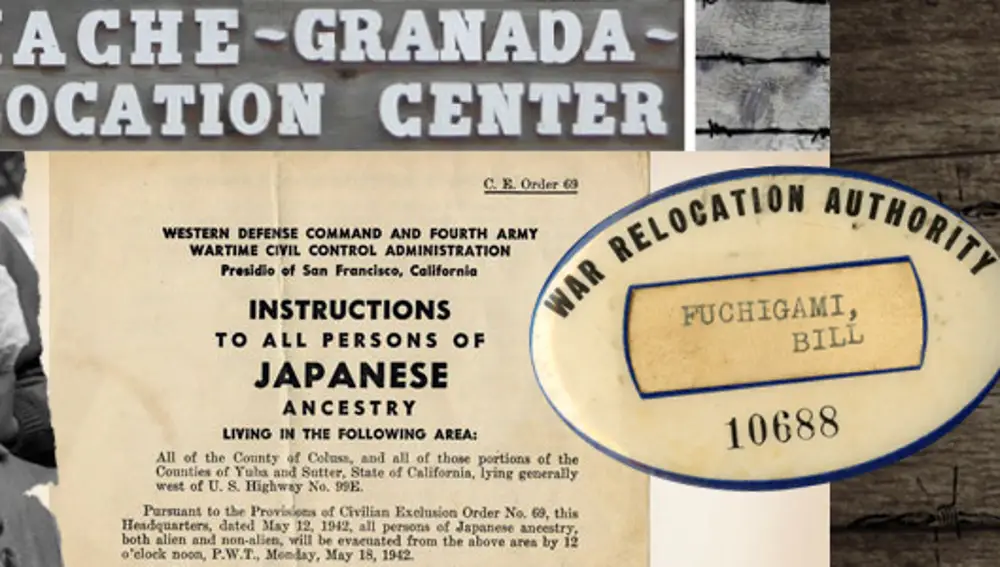 ACHE~GRANADA~
OCATION CENTER
C. E. Order 69
WESTERN DEFENSE COMMAND AND FOURTH ARMY
WARTIME CIVIL CONTROL ADMINISTRATION
Presidio of San Francisco, California
INSTRUCTIONS
TO ALL PERSONS OF
JAPANESE
ANCESTRY
LIVING IN THE FOLLOWING AREA:
All of the County of Colusa, and all of those portions of the
Counties of Yuba and Sutter, State of California, lying generally
west of U. S. Highway No. 99E.
Pursuant to the Provisions of Civilian Exclusion Order No. 69, this
Headquarters, dated May 12, 1942, all persons of Japanese ancestry,
both alien and non-alien, will be evacuated from the above area by 12
o'clock noon, P.W.T., Monday, May 18, 1942.
WAR RELOCATION AUTHORITY
FUCHIGAMI,
BILL
10688